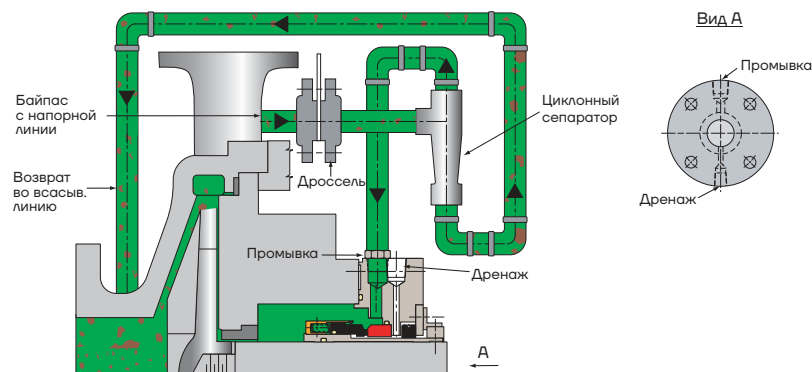 Вид А
Промывка
Дренаж
Байпас
с напорной
линии
Циклонный
сепаратор
Дроссель
Возврат
во всасыв.
линию
Промывка
Дренаж
А